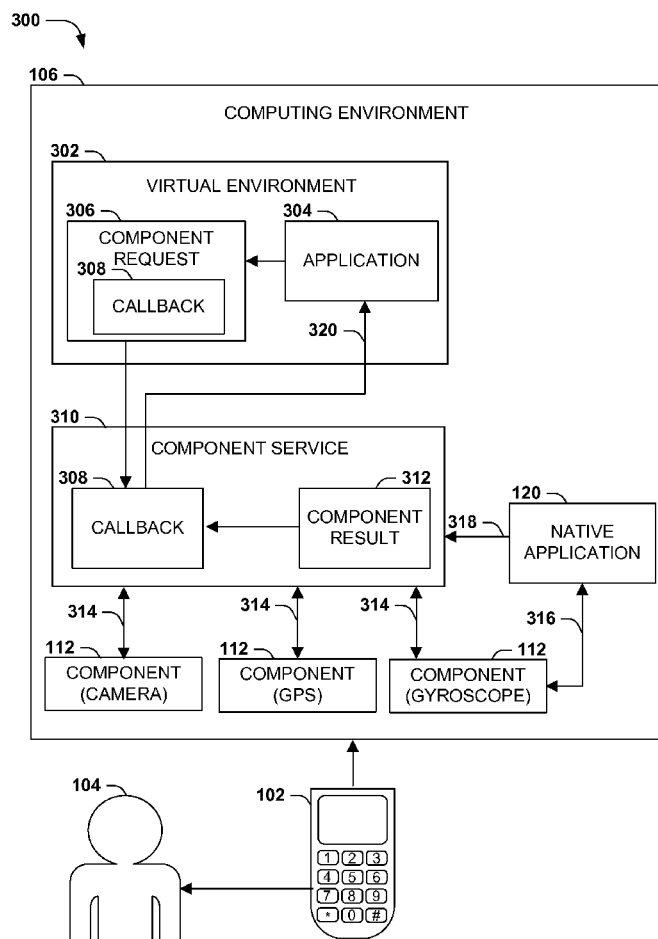 300
106
COMPUTING ENVIRONMENT
302
VIRTUAL ENVIRONMENT
306
304
COMPONENT
REQUEST
308
CALLBACK
APPLICATION
320
310
COMPONENT SERVICE
308
312
120
CALLBACK
COMPONENT
RESULT
318
NATIVE
APPLICATION
314
314
314
316
112
112
112
COMPONENT
(CAMERA)
COMPONENT
(GPS)
COMPONENT
(GYROSCOPE)
104
102
1 2 3
4 5 6
7 8 9
* 0 #